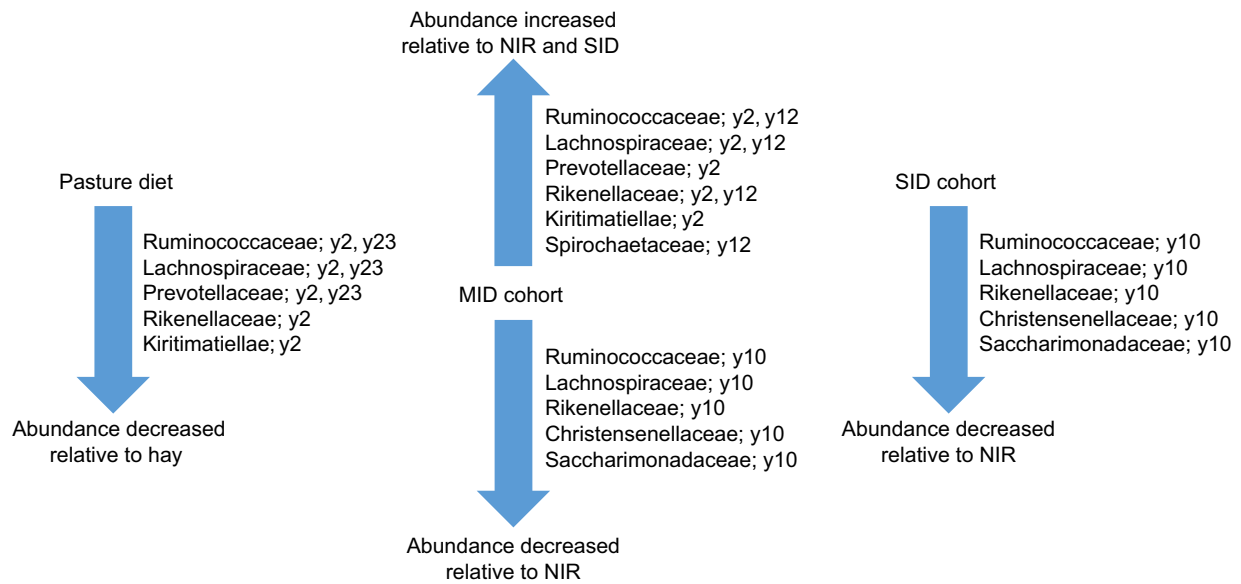 Abundance increased
relative to NIR and SID
Ruminococcaceae; y2, y12
Lachnospiraceae; y2, y12
Prevotellaceae; y2
Rikenellaceae; y2, y12
Kiritimatiellae; y2
Spirochaetaceae; y12
Pasture diet
Ruminococcaceae; y2, y23
Lachnospiraceae; y2, y23
Prevotellaceae; y2, y23
Rikenellaceae; y2
Kiritimatiellae; y2
Abundance decreased
relative to hay
MID cohort
Ruminococcaceae; y10
Lachnospiraceae; y10
Rikenellaceae; y10
Christensenellaceae; y10
Saccharimonadaceae; y10
Abundance decreased
relative to NIR
SID cohort
Ruminococcaceae; y10
Lachnospiraceae; y10
Rikenellaceae; y10
Christensenellaceae; y10
Saccharimonadaceae; y10
Abundance decreased
relative to NIR